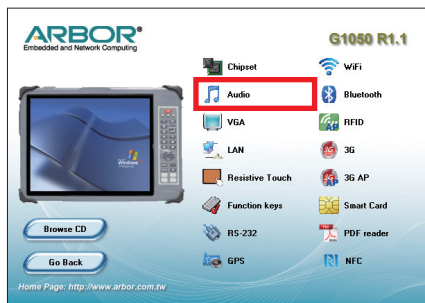 ARBOR®
Embedded and Network Computing
G1050 R1.1
Chipset
WiFi
Audio
Bluetooth
VGA
RFID
LAN
3G
Resistive Touch
3G AP
Function keys
Smart Card
RS-232
PDF reader
GPS
NFC
Windows
Browse CD
Go Back
Home Page: http://www.arbor.com.tw